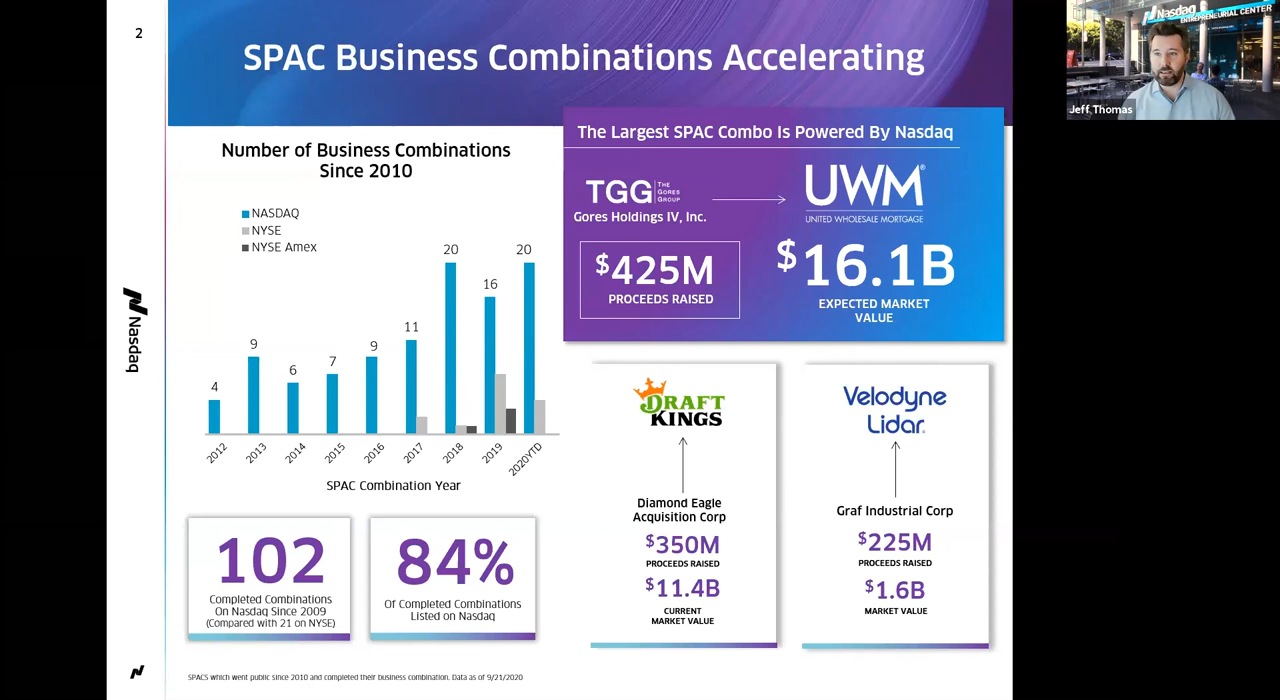 2
SPAC Business Combinations Accelerating
Nasdaq
ENTREPRENEURIAL CENTER
Jeff Thomas
Number of Business Combinations
Since 2010
NASDAQ
NYSE
NYSE Amex
4
9
6
7
9
11
20
16
20
2012
2013
2014
2015
2016
2017
2018
2019
2020YTD
SPAC Combination Year
Nasdaq
The Largest SPAC Combo Is Powered By Nasdaq
TGG THE
GORES
GROUP
Gores Holdings IV, Inc.
$425M
PROCEEDS RAISED
UWM®
UNITED WHOLESALE MORTGAGE
$16.1B
EXPECTED MARKET
VALUE
102
Completed Combinations
On Nasdaq Since 2009
(Compared with 21 on NYSE)
84%
Of Completed Combinations
Listed on Nasdaq
DRAFT
KINGS
Diamond Eagle
Acquisition Corp
$350M
PROCEEDS RAISED
$11.4B
CURRENT
MARKET VALUE
Velodyne
Lidar
Graf Industrial Corp
$225M
PROCEEDS RAISED
$1.6B
MARKET VALUE
SPACS which went public since 2010 and completed their business combination. Data as of 9/21/2020